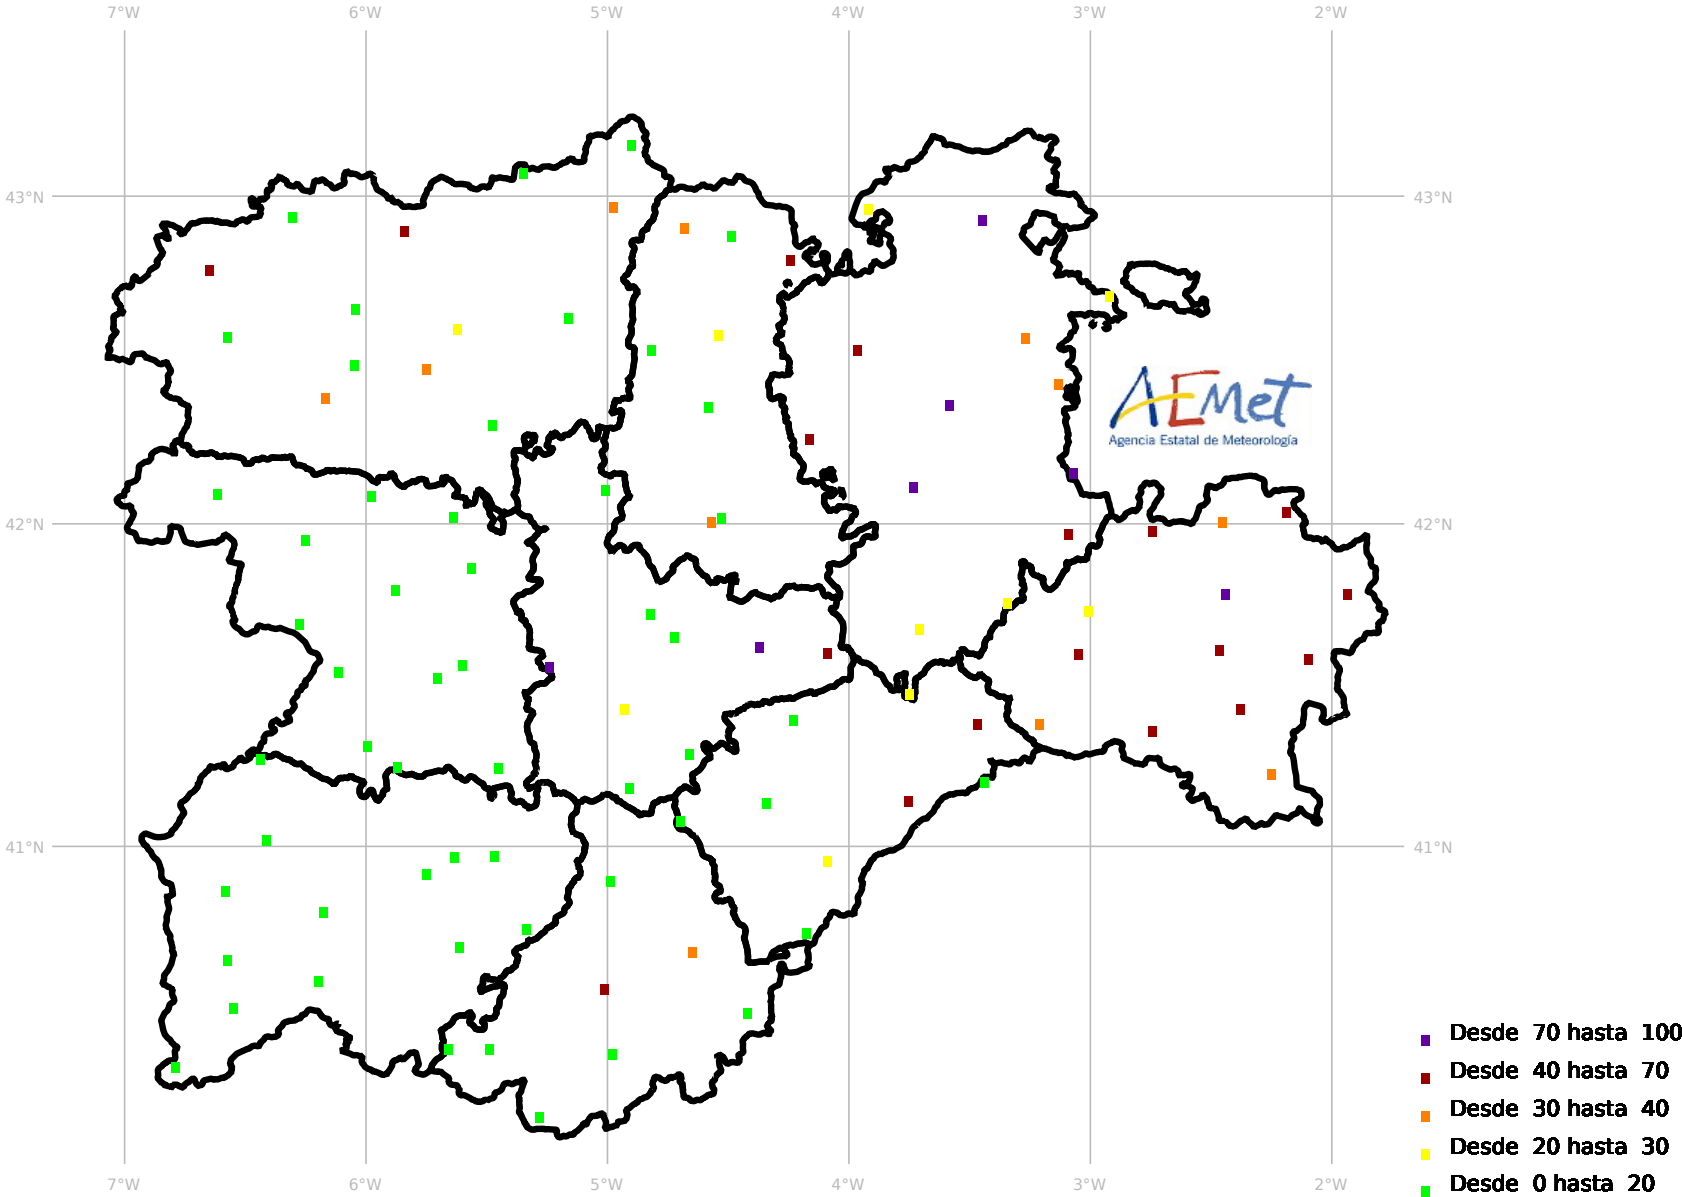 7°W 6°W 5°W 4°W 3°W 2°W
43°N 43°N
AEMet
Agencia Estatal de Meteorología
42°N 42°N
41°N 41°N
Desde 70 hasta 100
Desde 40 hasta 70
Desde 30 hasta 40
Desde 20 hasta 30
Desde 0 hasta 20
7°W 6°W 5°W 4°W 3°W 2°W